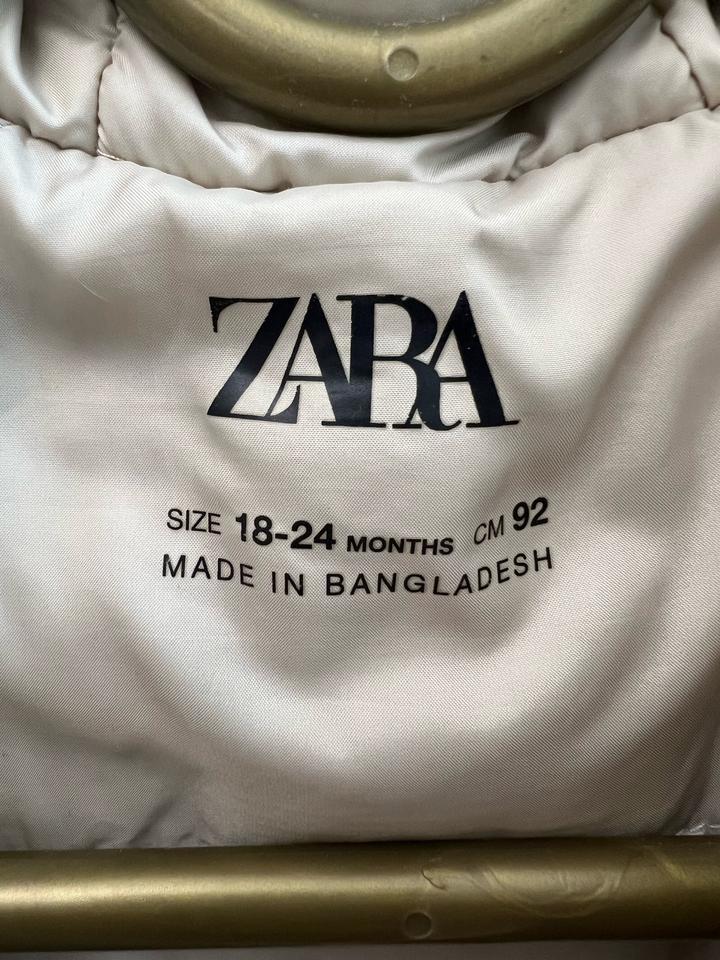 ZARA
SIZE 18-24 MONTHS CM 92
MADE IN BANGLADESH